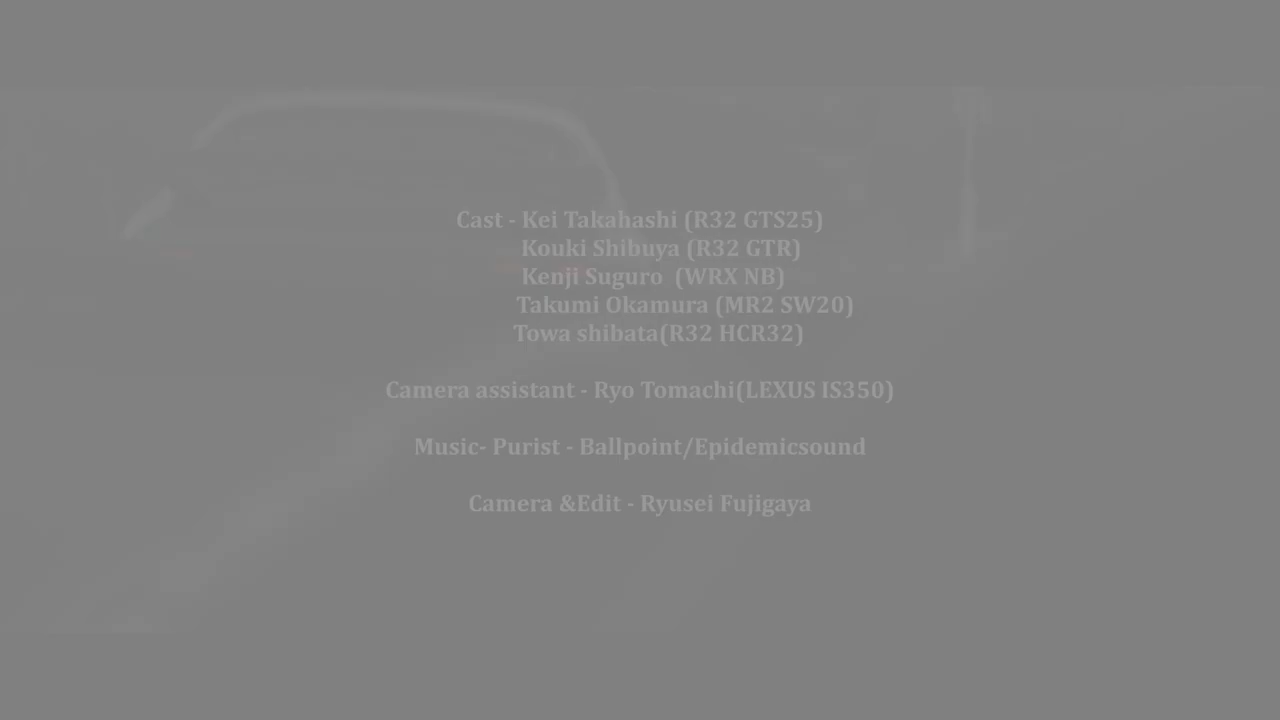 Cast - Kei Takahashi (R32 GTS25)
Kouki Shibuya (R32 GTR)
Kenji Suguro (WRX NB)
Takumi Okamura (MR2 SW20)
Towa shibata(R32 HCR32)
Camera assistant - Ryo Tomachi(LEXUS IS350)
Music- Purist - Ballpoint/Epidemicsound
Camera &Edit - Ryusei Fujigaya